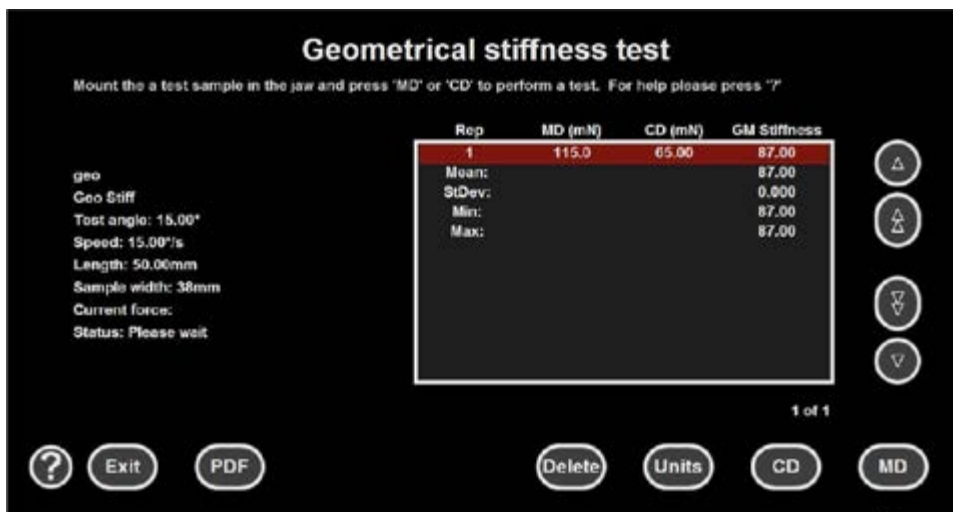 Geometrical stiffness test
Mount the a test sample in the jaw and press 'MD' or 'CD' to perform a test. For help please press '?'
Rep MD (mN) CD (mN) GM Stiffness
1 115.0 65.00 87.00
Mean: 87.00
StDev: 0.000
Min: 87.00
Max: 87.00
geo
Geo Stiff
Test angle: 15.00°
Speed: 15.00°/s
Length: 50.00mm
Sample width: 38mm
Current force:
Status: Please wait
1 of 1
? Exit PDF Delete Units CD MD